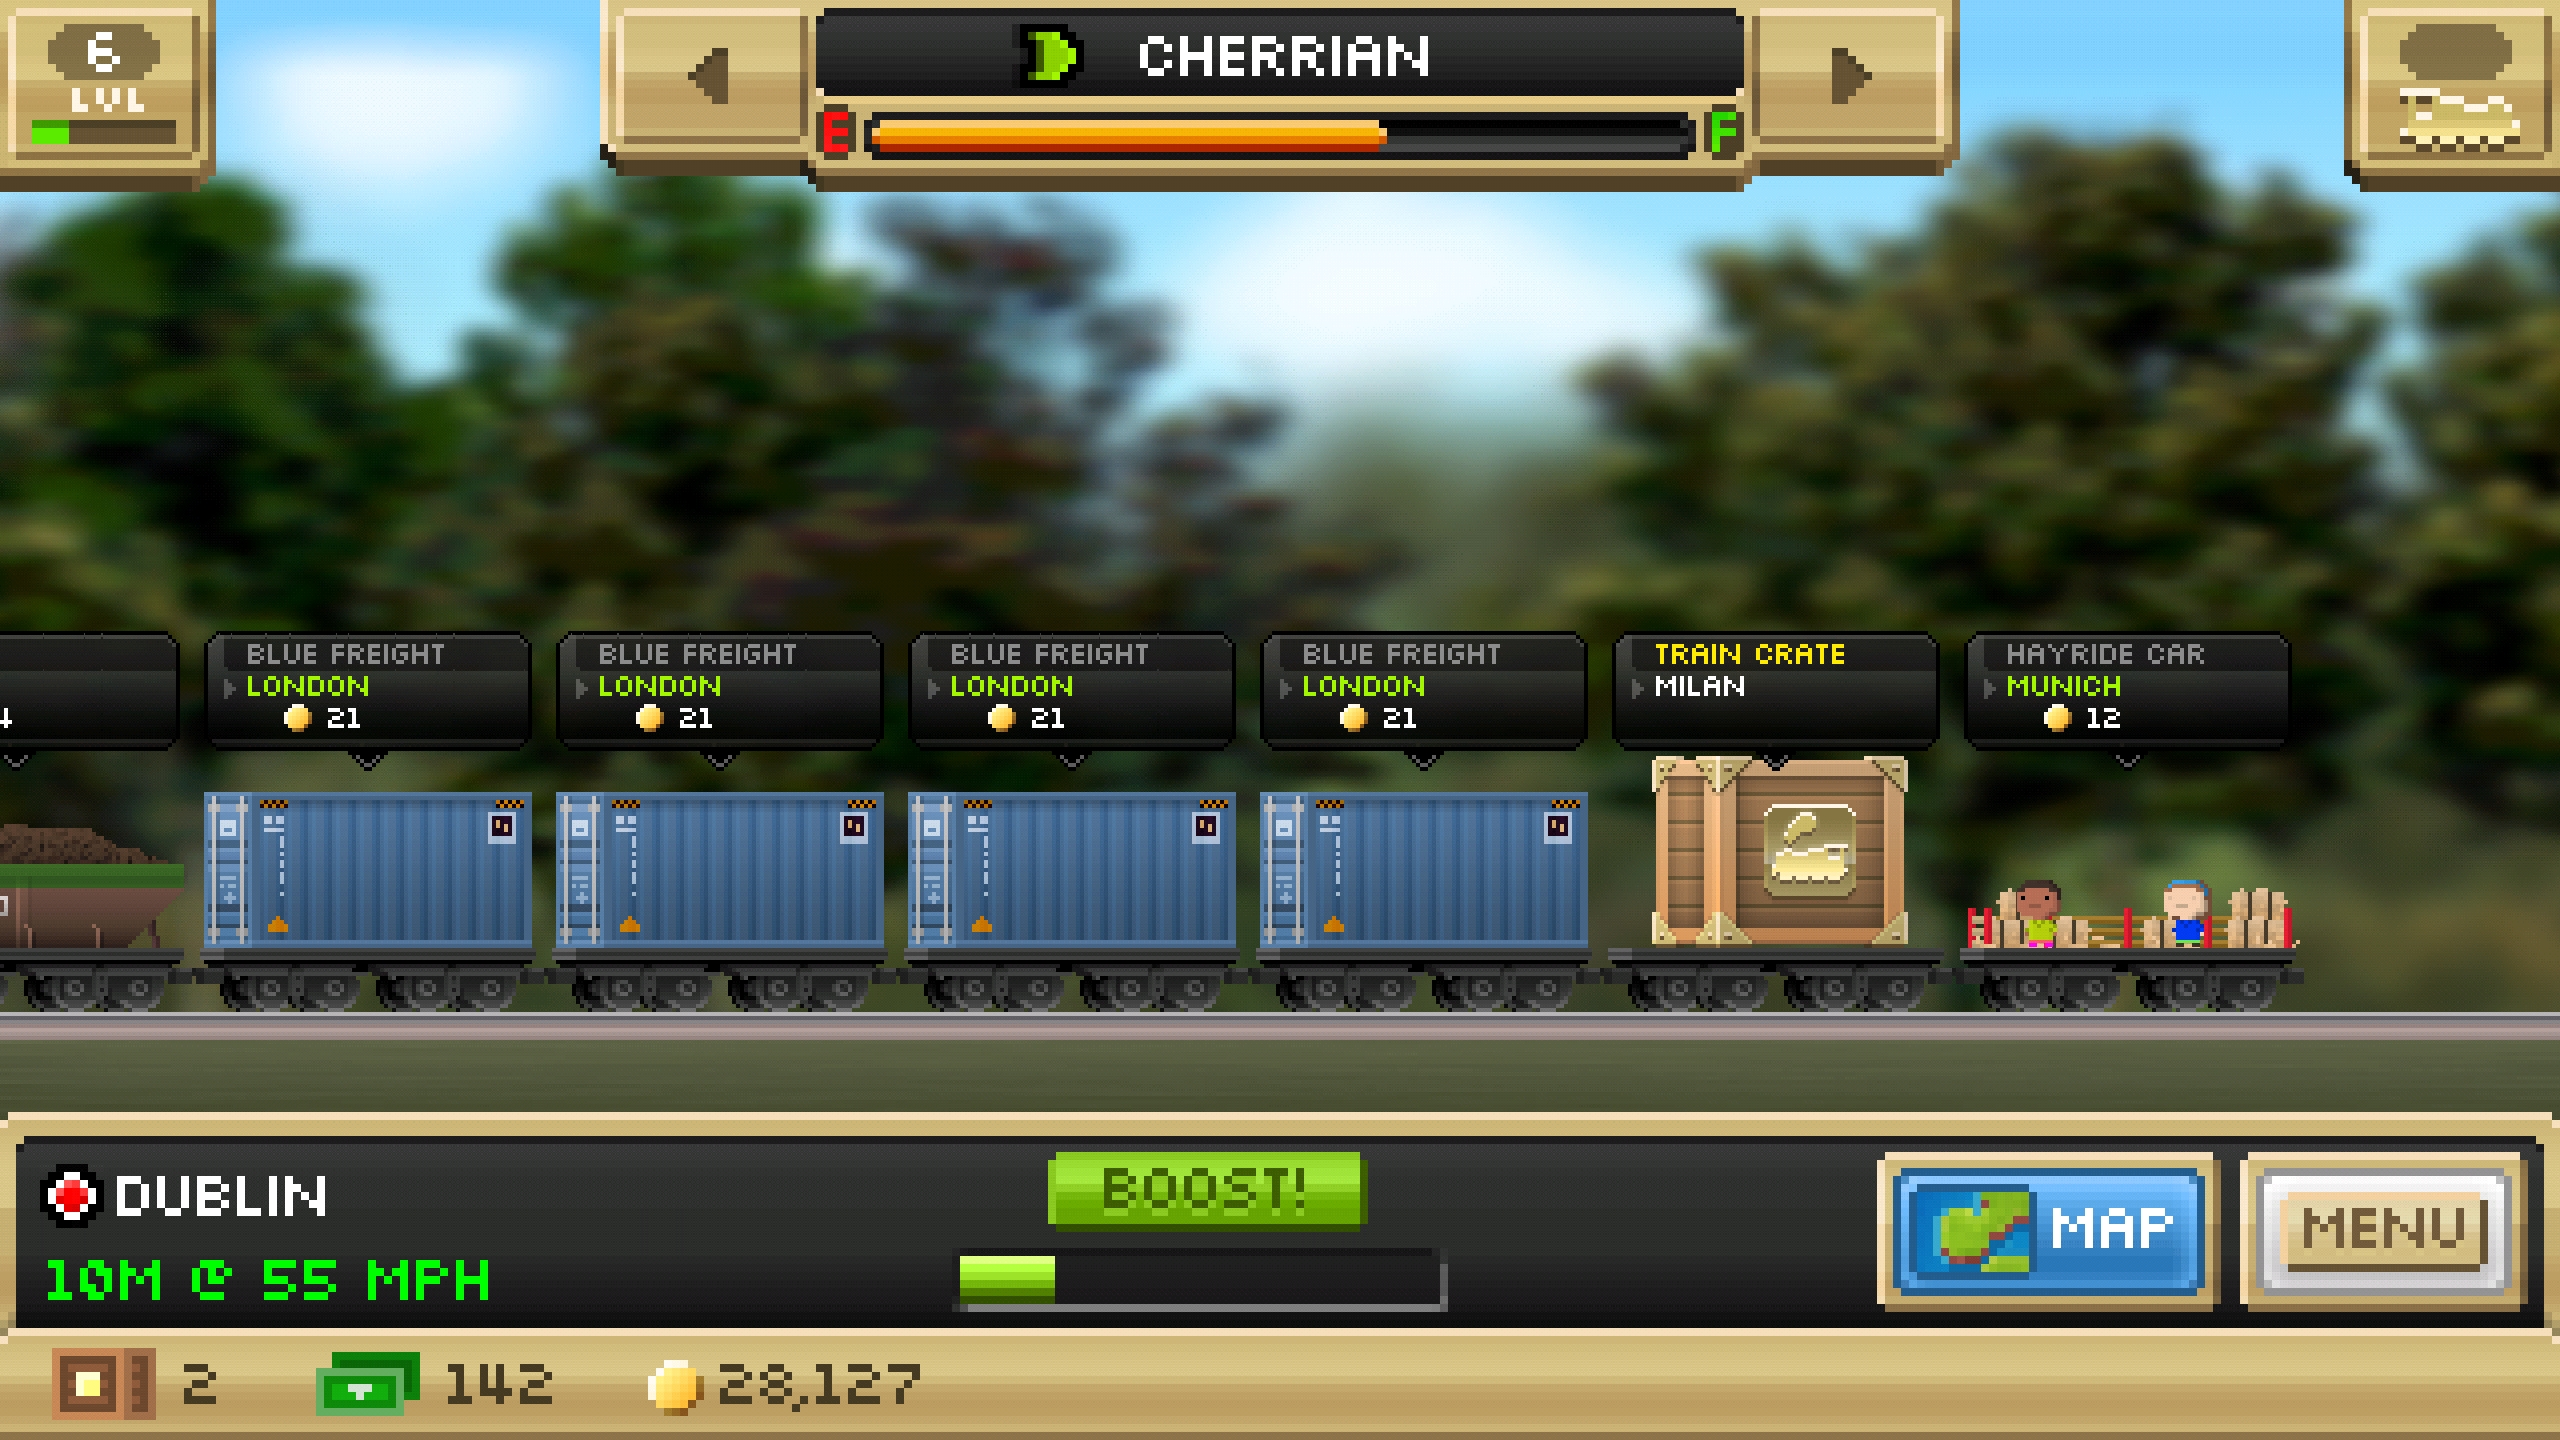 6
LVL
CHERRIAN
E
F
4
BLUE FREIGHT
LONDON
21
BLUE FREIGHT
LONDON
21
BLUE FREIGHT
LONDON
21
BLUE FREIGHT
LONDON
21
TRAIN CRATE
MILAN
HAYRIDE CAR
MUNICH
12
DUBLIN
BOOST!
10M @ 55 MPH
MAP
MENU
2
142
28,127